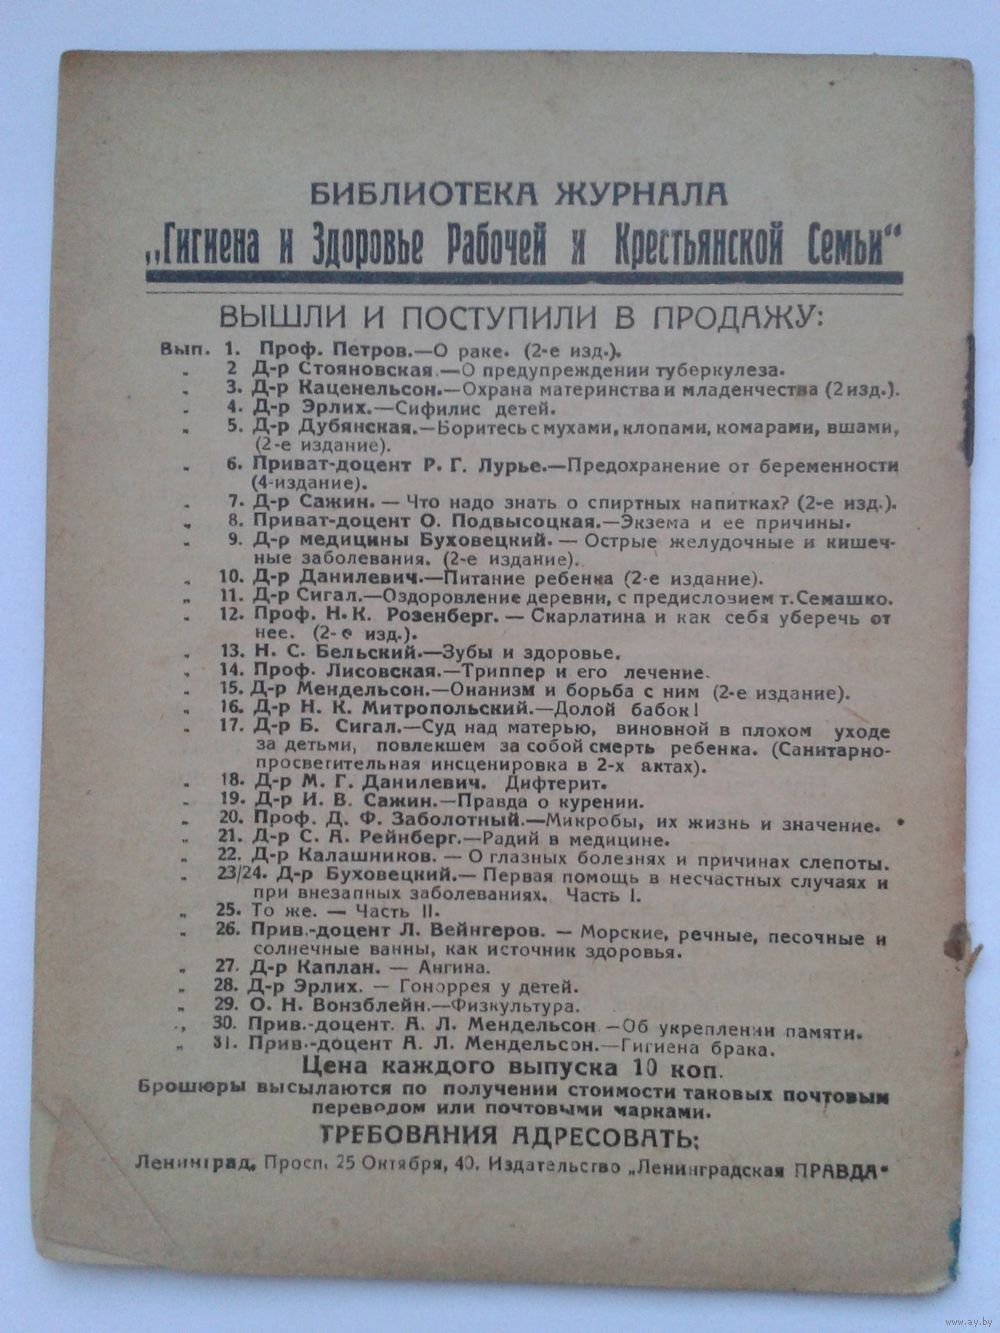 БИБЛИОТЕКА ЖУРНАЛА
„Гигиена и Здоровье Рабочей и Крестьянской Семьи“
ВЫШЛИ И ПОСТУПИЛИ В ПРОДАЖУ:
Вып. 1. Проф. Петров.—О раке. (2-е изд.).
„ 2 Д-р Стояновская.—О предупреждении туберкулеза.
„ 3. Д-р Каценельсон.—Охрана материнства и младенчества (2 изд.).
„ 4. Д-р Эрлих.—Сифилис детей.
„ 5. Д-р Дубянская.—Боритесь с мухами, клопами, комарами, вшами,
(2-е издание).
„ 6. Приват-доцент Р. Г. Лурье.—Предохранение от беременности
(4-издание).
„ 7. Д-р Сажин. — Что надо знать о спиртных напитках? (2-е изд.).
„ 8. Приват-доцент О. Подвысоцкая.—Экзема и ее причины.
„ 9. Д-р медицины Буховецкий. — Острые желудочные и кишеч-
ные заболевания. (2-е издание).
„ 10. Д-р Данилевич.—Питание ребенка (2-е издание).
„ 11. Д-р Сигал.—Оздоровление деревни, с предисловием т. Семашко.
„ 12. Проф. Н. К. Розенберг. — Скарлатина и как себя уберечь от
нее. (2-е изд.).
„ 13. Н. С. Бельский.—Зубы и здоровье.
„ 14. Проф. Лисовская.—Триппер и его лечение.
„ 15. Д-р Мендельсон.—Онанизм и борьба с ним (2-е издание).
„ 16. Д-р Н. К. Митропольский.—Долой бабок!
„ 17. Д-р Б. Сигал.—Суд над матерью, виновной в плохом уходе
за детьми, повлекшем за собой смерть ребенка. (Санитарно-
просветительная инсценировка в 2-х актах).
„ 18. Д-р М. Г. Данилевич. Дифтерит.
„ 19. Д-р И. В. Сажин.—Правда о курении.
„ 20. Проф. Д. Ф. Заболотный.—Микробы, их жизнь и значение.
„ 21. Д-р С. А. Рейнберг.—Радий в медицине.
„ 22. Д-р Калашников. — О глазных болезнях и причинах слепоты.
„ 23/24. Д-р Буховецкий.— Первая помощь в несчастных случаях и
при внезапных заболеваниях. Часть I.
„ 25. То же. — Часть II.
„ 26. Прив.-доцент Л. Вейнгеров. — Морские, речные, песочные и
солнечные ванны, как источник здоровья.
„ 27. Д-р Каплан. — Ангина.
„ 28. Д-р Эрлих. — Гоноррея у детей.
„ 29. О. Н. Вонзблейн.—Физкультура.
„ 30. Прив.-доцент. А. Л. Мендельсон —Об укреплении памяти.
„ 31. Прив.-доцент А. Л. Мендельсон.—Гигиена брака.
Цена каждого выпуска 10 коп.
Брошюры высылаются по получении стоимости таковых почтовым
переводом или почтовыми марками.
ТРЕБОВАНИЯ АДРЕСОВАТЬ:
Ленинград, Просп. 25 Октября, 40. Издательство „Ленинградская ПРАВДА“
www.ay.by